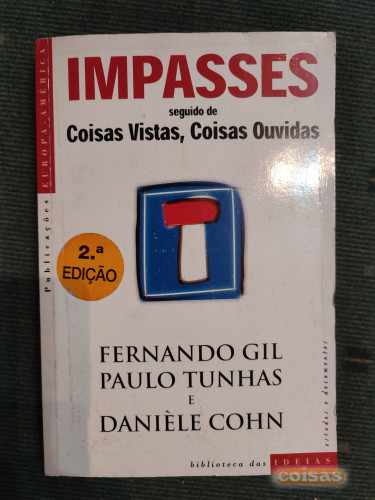 IMPASSES
seguido de
Coisas Vistas, Coisas Ouvidas
Publicações EUROPA-AMÉRICA
2.ª
EDIÇÃO
FERNANDO GIL
PAULO TUNHAS
E
DANIÈLE COHN
estudos e documentos
biblioteca das IDEIAS
coisas